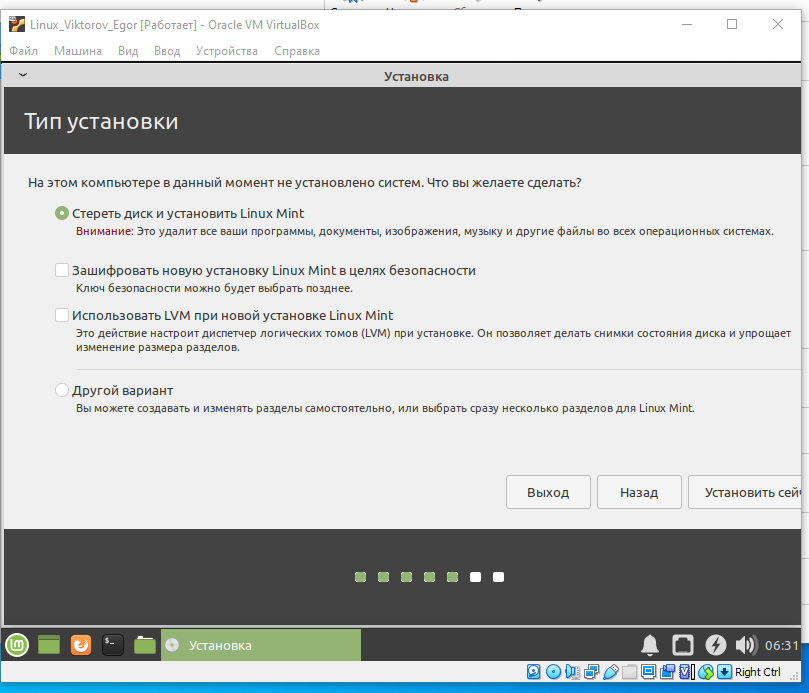 Linux_Viktorov_Egor [Работает] - Oracle VM VirtualBox
Файл Машина Вид Ввод Устройства Справка
Установка
Тип установки
На этом компьютере в данный момент не установлено систем. Что вы желаете сделать?
Стереть диск и установить Linux Mint
Внимание: Это удалит все ваши программы, документы, изображения, музыку и другие файлы во всех операционных системах.
Зашифровать новую установку Linux Mint в целях безопасности
Ключ безопасности можно будет выбрать позднее.
Использовать LVM при новой установке Linux Mint
Это действие настроит диспетчер логических томов (LVM) при установке. Он позволяет делать снимки состояния диска и упрощает
изменение размера разделов.
Другой вариант
Вы можете создавать и изменять разделы самостоятельно, или выбрать сразу несколько разделов для Linux Mint.
Выход Назад Установить сейч
Установка 06:31
Right Ctrl